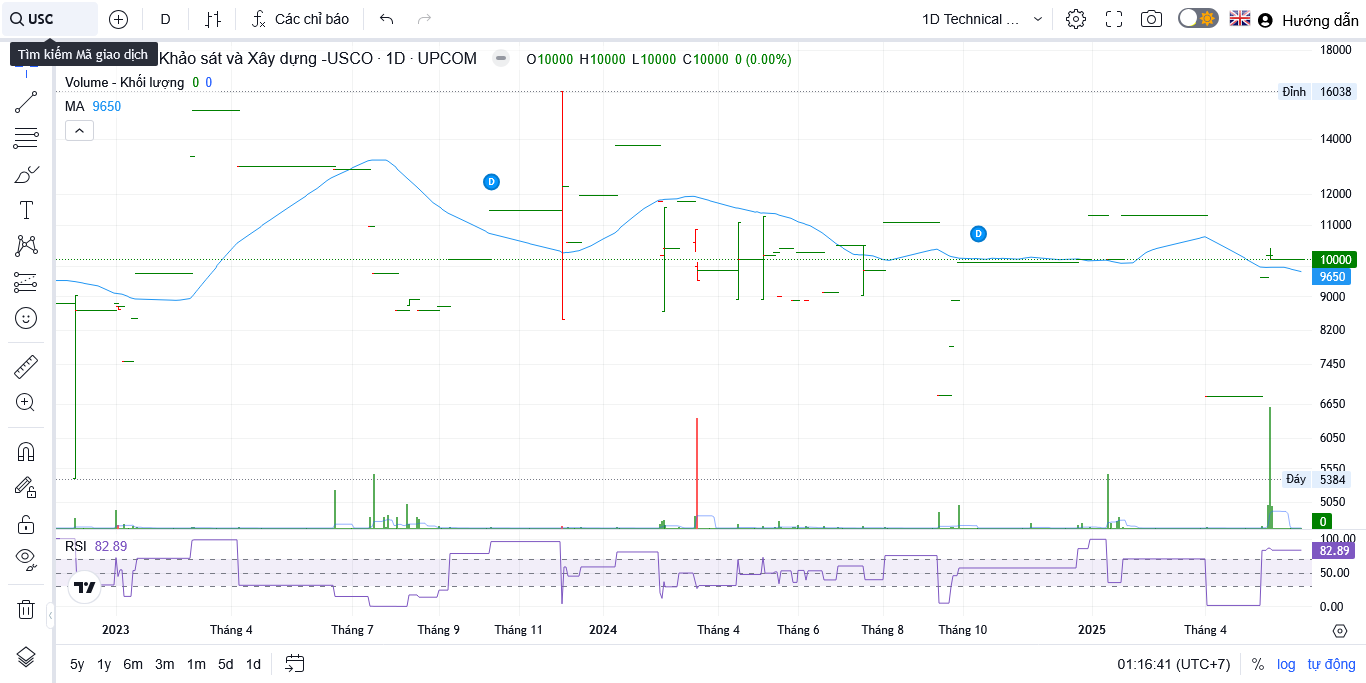 USC D Các chỉ báo 1D Technical ... Hướng dẫn
Tìm kiếm Mã giao dịch
Khảo sát và Xây dựng -USCO · 1D · UPCOM O10000 H10000 L10000 C10000 0 (0.00%)
Volume - Khối lượng 0 0
MA 9650
18000
Đỉnh 16038
14000
12000
11000
10000
9650
9000
8200
7450
6650
6050
5550
Đáy 5384
5050
0
RSI 82.89
100.00
82.89
50.00
0.00
D
D
2023 Tháng 4 Tháng 7 Tháng 9 Tháng 11 2024 Tháng 4 Tháng 6 Tháng 8 Tháng 10 2025 Tháng 4
5y 1y 6m 3m 1m 5d 1d 01:16:41 (UTC+7) % log tự động